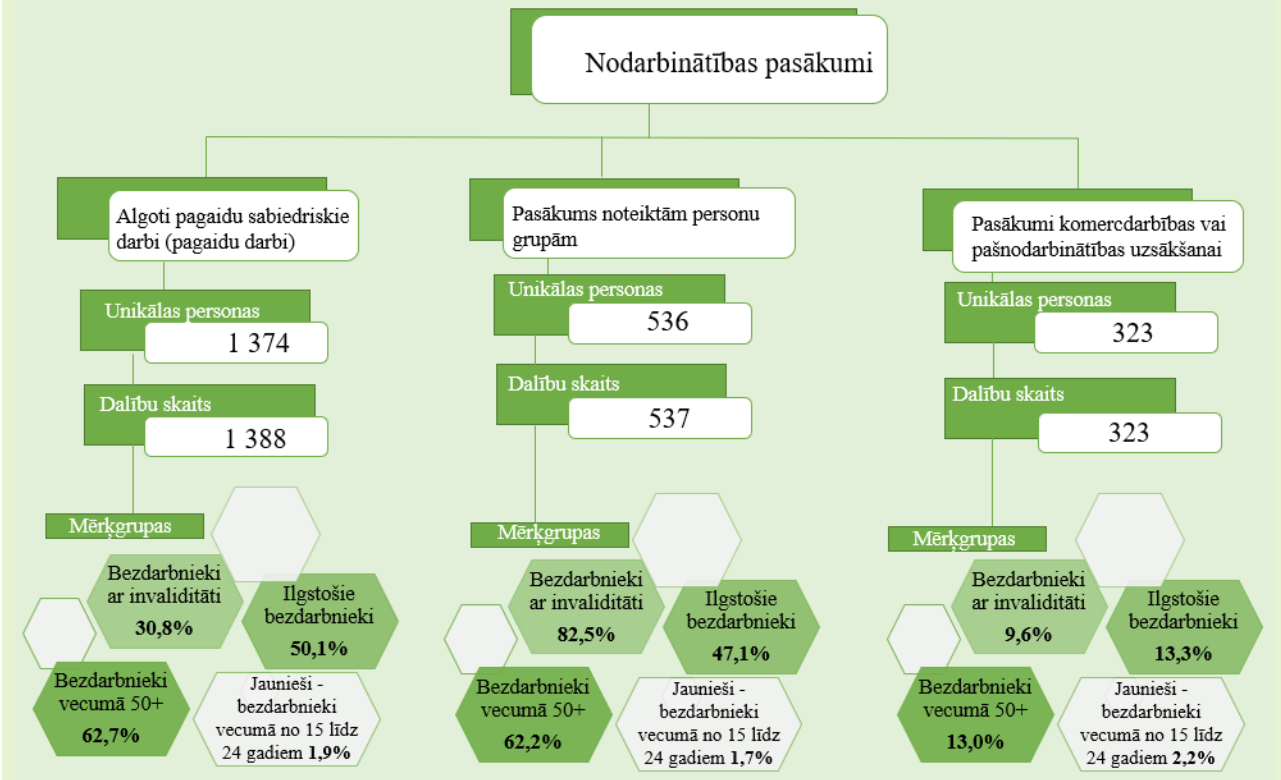 Nodarbinātības pasākumi
Algoti pagaidu sabiedriskie
darbi (pagaidu darbi)
Unikālas personas
1 374
Dalību skaits
1 388
Mērķgrupas
Bezdarbnieki
ar invaliditāti
30,8%
Ilgstošie
bezdarbnieki
50,1%
Bezdarbnieki
vecumā 50+
62,7%
Jaunieši -
bezdarbnieki
vecumā no 15 līdz
24 gadiem 1,9%
Pasākums noteiktām personu
grupām
Unikālas personas
536
Dalību skaits
537
Mērķgrupas
Bezdarbnieki
ar invaliditāti
82,5%
Ilgstošie
bezdarbnieki
47,1%
Bezdarbnieki
vecumā 50+
62,2%
Jaunieši -
bezdarbnieki
vecumā no 15 līdz
24 gadiem 1,7%
Pasākumi komercdarbības vai
pašnodarbinātības uzsākšanai
Unikālas personas
323
Dalību skaits
323
Mērķgrupas
Bezdarbnieki
ar invaliditāti
9,6%
Ilgstošie
bezdarbnieki
13,3%
Bezdarbnieki
vecumā 50+
13,0%
Jaunieši -
bezdarbnieki
vecumā no 15 līdz
24 gadiem 2,2%